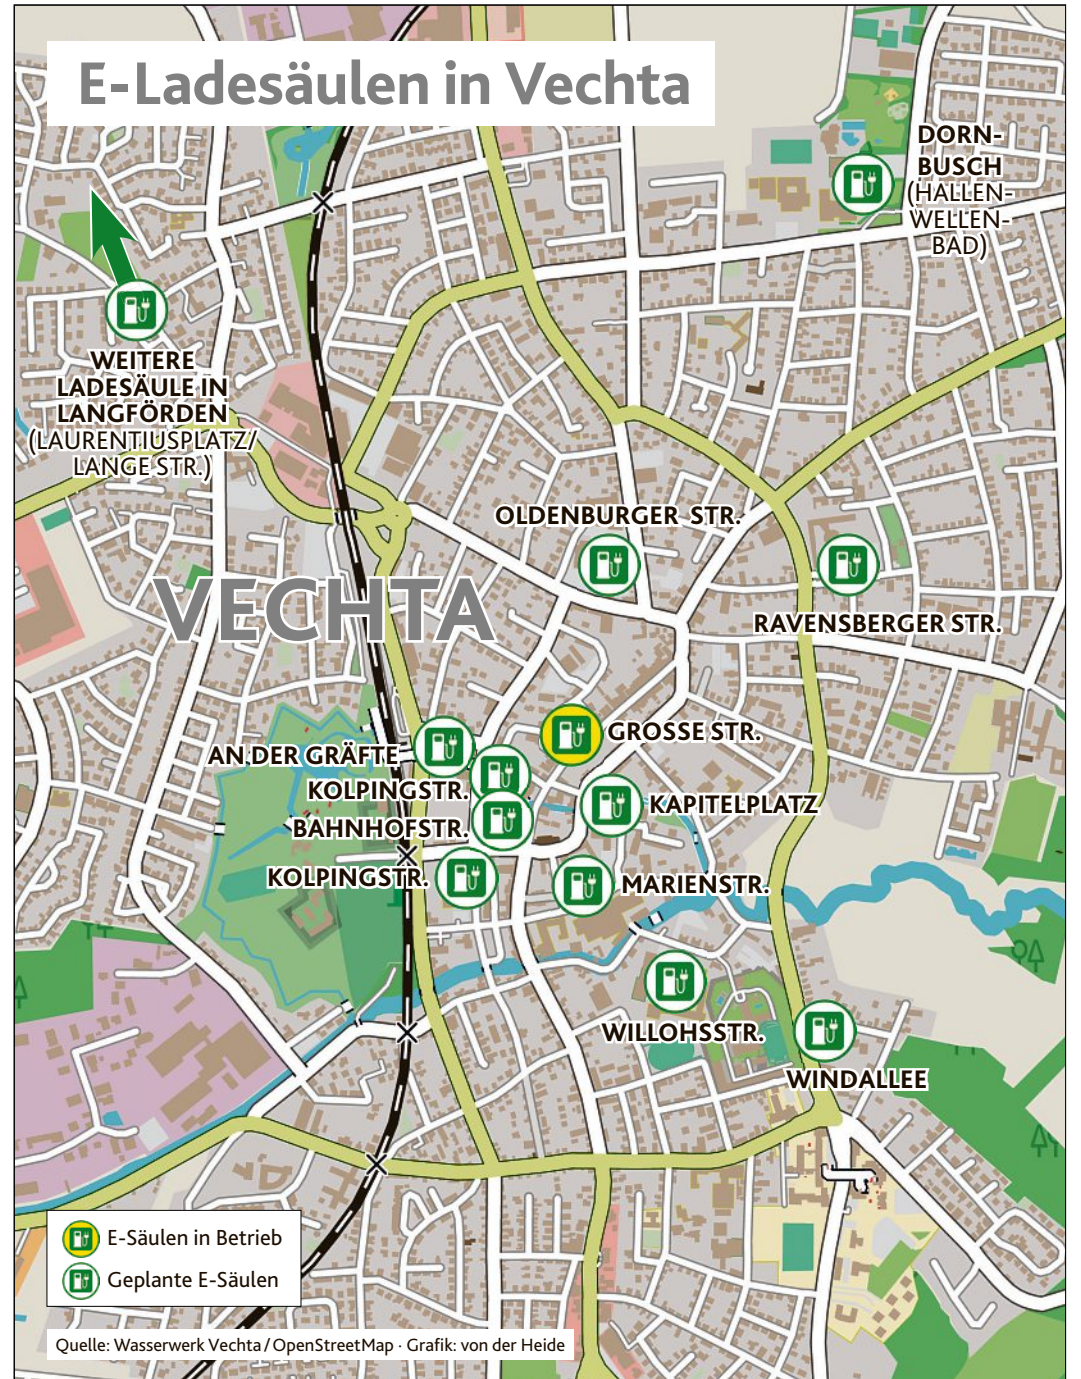 E-Ladesäulen in Vechta
DORN-
BUSCH
(HALLEN-
WELLEN-
BAD)
WEITERE
LADESÄULE IN
LANGFÖRDEN
(LAURENTIUSPLATZ/
LANGE STR.)
OLDENBURGER STR.
VECHTA
RAVENSBERGER STR.
GROSSE STR.
AN DER GRÄFTE
KOLPINGSTR.
KAPITELPLATZ
BAHNHOFSTR.
KOLPINGSTR.
MARIENSTR.
WILLOHSSTR.
WINDALLEE
E-Säulen in Betrieb
Geplante E-Säulen
Quelle: Wasserwerk Vechta/OpenStreetMap · Grafik: von der Heide